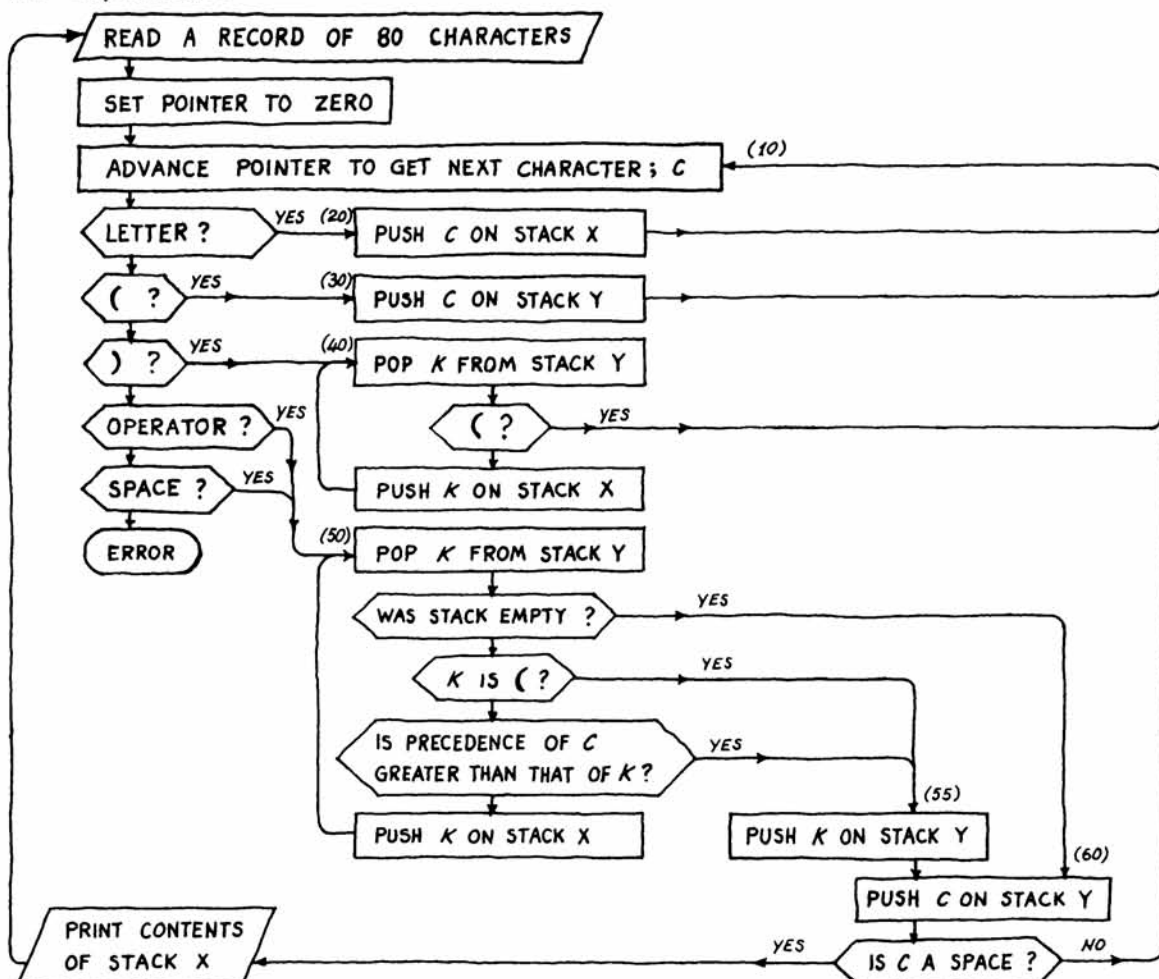 READ A RECORD OF 80 CHARACTERS
SET POINTER TO ZERO
(10)
ADVANCE POINTER TO GET NEXT CHARACTER; C
LETTER ?
YES
(20)
PUSH C ON STACK X
( ?
YES
(30)
PUSH C ON STACK Y
) ?
YES
(40)
POP K FROM STACK Y
( ?
YES
PUSH K ON STACK X
OPERATOR ?
YES
SPACE ?
YES
ERROR
(50)
POP K FROM STACK Y
WAS STACK EMPTY ?
YES
K IS ( ?
YES
IS PRECEDENCE OF C
GREATER THAN THAT OF K?
YES
PUSH K ON STACK X
(55)
PUSH K ON STACK Y
(60)
PUSH C ON STACK Y
IS C A SPACE ?
NO
YES
PRINT CONTENTS
OF STACK X